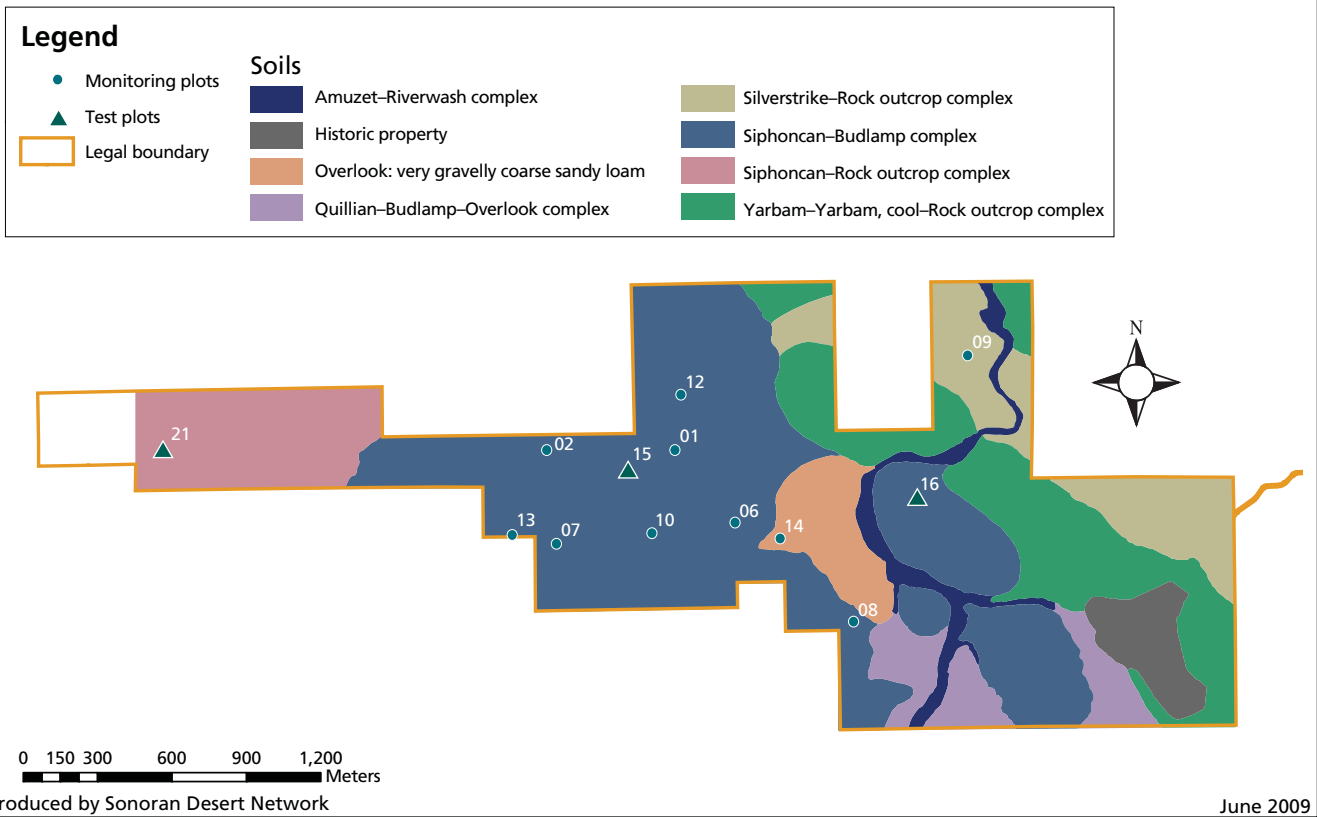 Legend
Monitoring plots
Test plots
Legal boundary
Soils
Amuzet–Riverwash complex
Historic property
Overlook: very gravelly coarse sandy loam
Quillian–Budlamp–Overlook complex
Silverstrike–Rock outcrop complex
Siphoncan–Budlamp complex
Siphoncan–Rock outcrop complex
Yarbam–Yarbam, cool–Rock outcrop complex
N
09
12
21
02
15
01
16
13
07
10
06
14
08
0 150 300 600 900 1,200
Meters
roduced by Sonoran Desert Network
June 2009